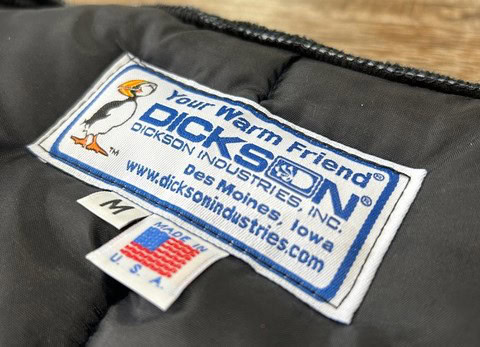 Your Warm Friend®
DICKSON®
DICKSON INDUSTRIES, INC.
Des Moines, Iowa
www.dicksonindustries.com
TM
M
MADE IN
U.S.A.